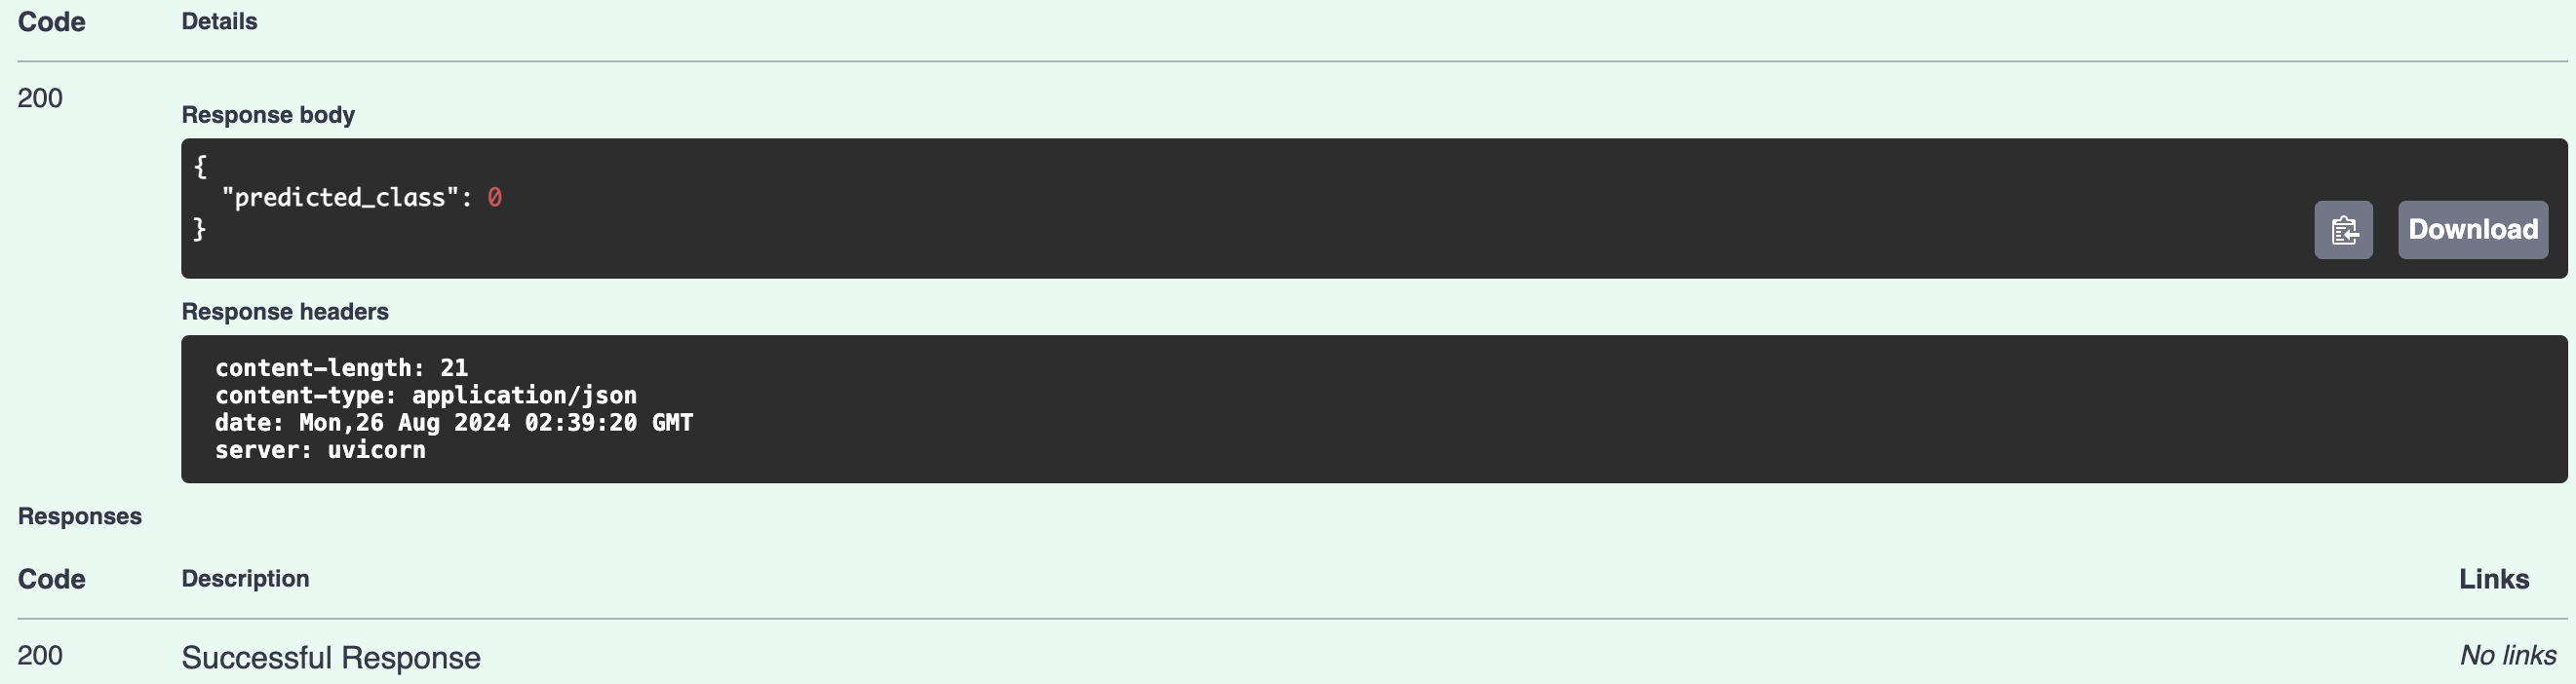 Code Details
200
Response body
{
"predicted_class": 0
}
Download
Response headers
content-length: 21
content-type: application/json
date: Mon,26 Aug 2024 02:39:20 GMT
server: uvicorn
Responses
Code Description Links
200 Successful Response No links